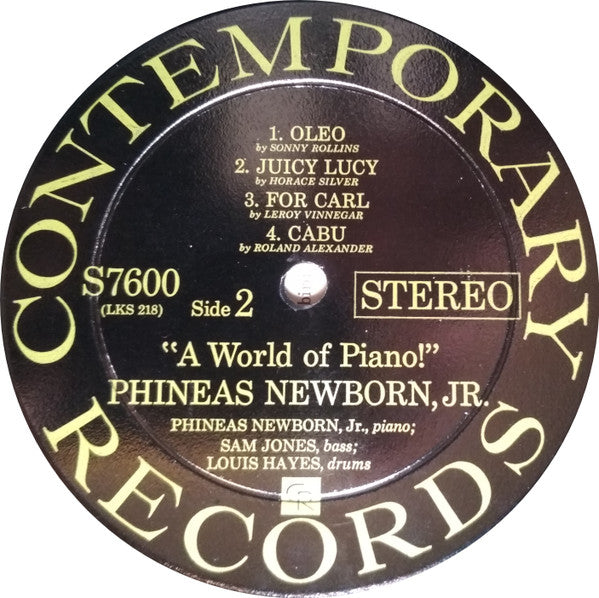 CONTEMPORARY
1. OLEO
by SONNY ROLLINS
2. JUICY LUCY
by HORACE SILVER
3. FOR CARL
by LEROY VINNEGAR
4. CABU
by ROLAND ALEXANDER
S7600
(LKS 218)
Side 2
STEREO
"A World of Piano!"
PHINEAS NEWBORN, JR.
PHINEAS NEWBORN, Jr., piano;
SAM JONES, bass;
LOUIS HAYES, drums
CR
RECORDS